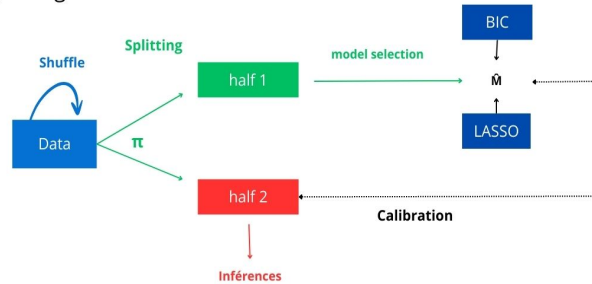 BIC
Splitting
Shuffle
model selection
half 1
M̂
Data
π
LASSO
half 2
Calibration
Inférences